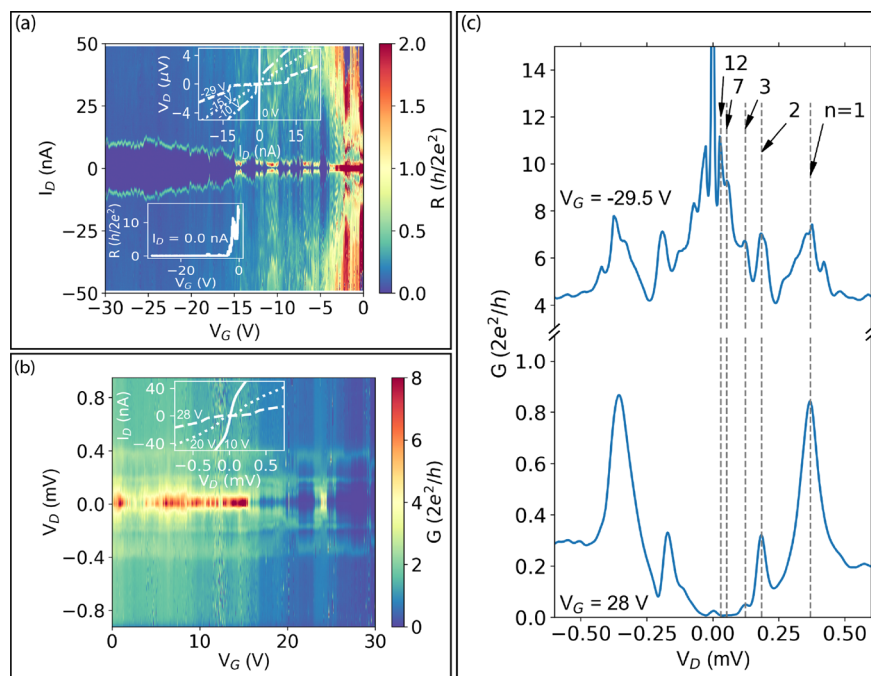 (a)
50
25
0
−25
−50
I_D (nA)
−30 −25 −20 −15 −10 −5 0
V_G (V)
2.0
1.5
1.0
0.5
0.0
R (h/2e²)
4
0
−4
V_D (μV)
−15 0 15
I_D (nA)
-29 V
-15 V
-10 V
0 V
10
0
R (h/2e²)
I_D = 0.0 nA
−20 0
V_G (V)
(b)
0.8
0.4
0.0
−0.4
−0.8
V_D (mV)
0 10 20 30
V_G (V)
8
6
4
2
0
G (2e²/h)
40
0
−40
I_D (nA)
28 V
20 V
10 V
−0.5 0.0 0.5
V_D (mV)
(c)
14
12
10
8
6
4
1.0
0.8
0.6
0.4
0.2
0.0
G (2e²/h)
12
7
3
2
n=1
V_G = -29.5 V
V_G = 28 V
−0.50 −0.25 0.00 0.25 0.50
V_D (mV)